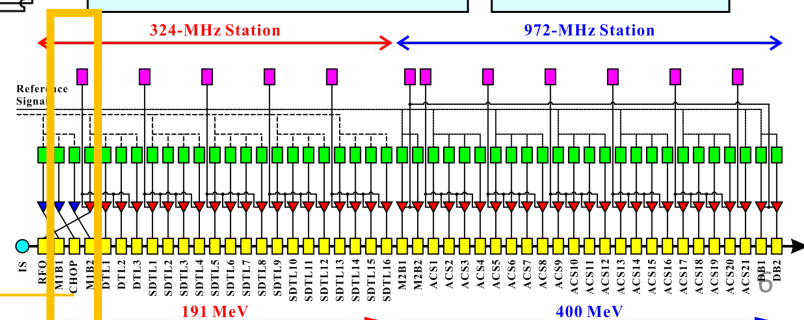 324-MHz Station
972-MHz Station
Reference
Signal
IS
RFQ
M1B1
CHOP
M1B2
DTL1
DTL2
DTL3
SDTL1
SDTL2
SDTL3
SDTL4
SDTL5
SDTL6
SDTL7
SDTL8
SDTL9
SDTL10
SDTL11
SDTL12
SDTL13
SDTL14
SDTL15
SDTL16
M2B1
M2B2
ACS1
ACS2
ACS3
ACS4
ACS5
ACS6
ACS7
ACS8
ACS9
ACS10
ACS11
ACS12
ACS13
ACS14
ACS15
ACS16
ACS17
ACS18
ACS19
ACS20
ACS21
DB1
DB2
6
191 MeV
400 MeV